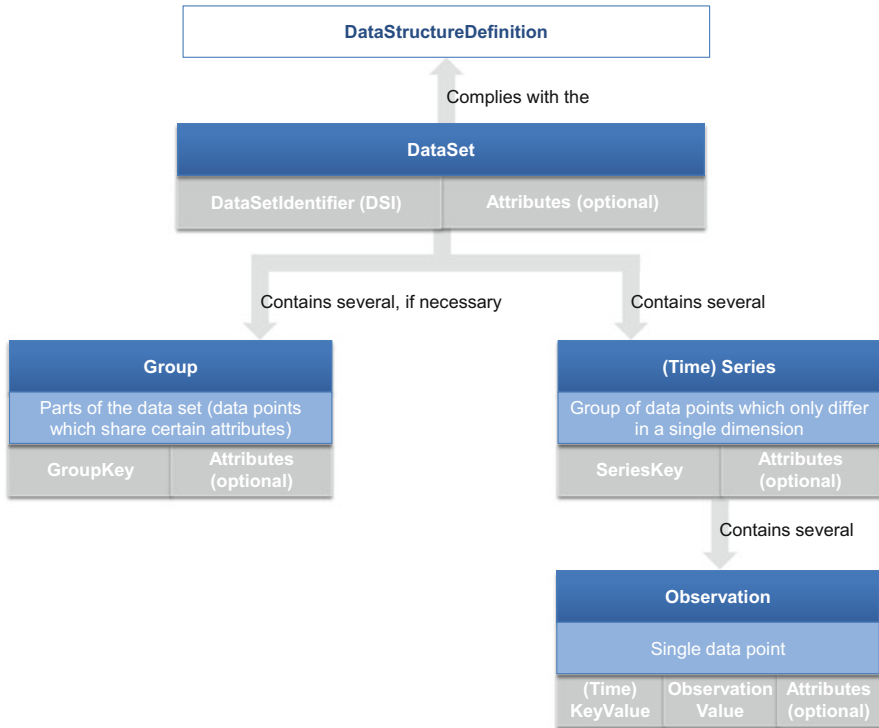 DataStructureDefinition
Complies with the
DataSet
DataSetIdentifier (DSI)
Attributes (optional)
Contains several, if necessary
Contains several
Group
Parts of the data set (data points
which share certain attributes)
GroupKey
Attributes
(optional)
(Time) Series
Group of data points which only differ
in a single dimension
SeriesKey
Attributes
(optional)
Contains several
Observation
Single data point
(Time)
KeyValue
Observation
Value
Attributes
(optional)